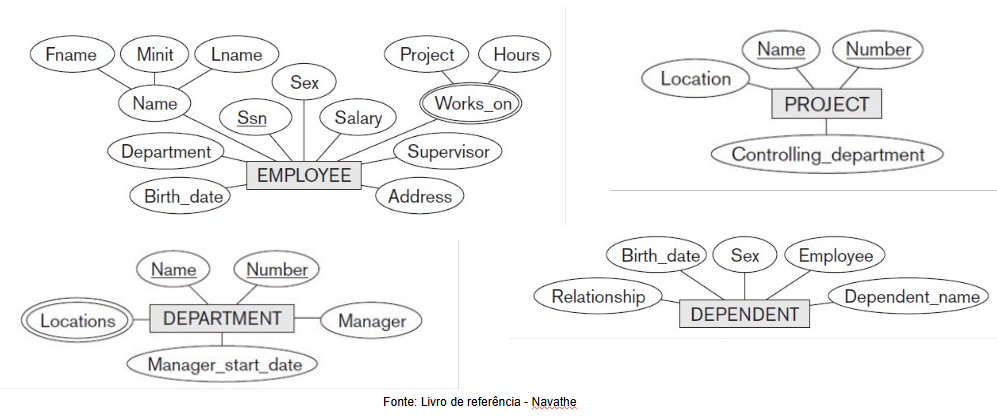 Fname
Minit
Lname
Name
Sex
Project
Hours
Works_on
Ssn
Salary
Department
Supervisor
EMPLOYEE
Birth_date
Address
Name
Number
Location
PROJECT
Controlling_department
Name
Number
Locations
DEPARTMENT
Manager
Manager_start_date
Birth_date
Sex
Employee
Relationship
Dependent_name
DEPENDENT
Fonte: Livro de referência - Navathe